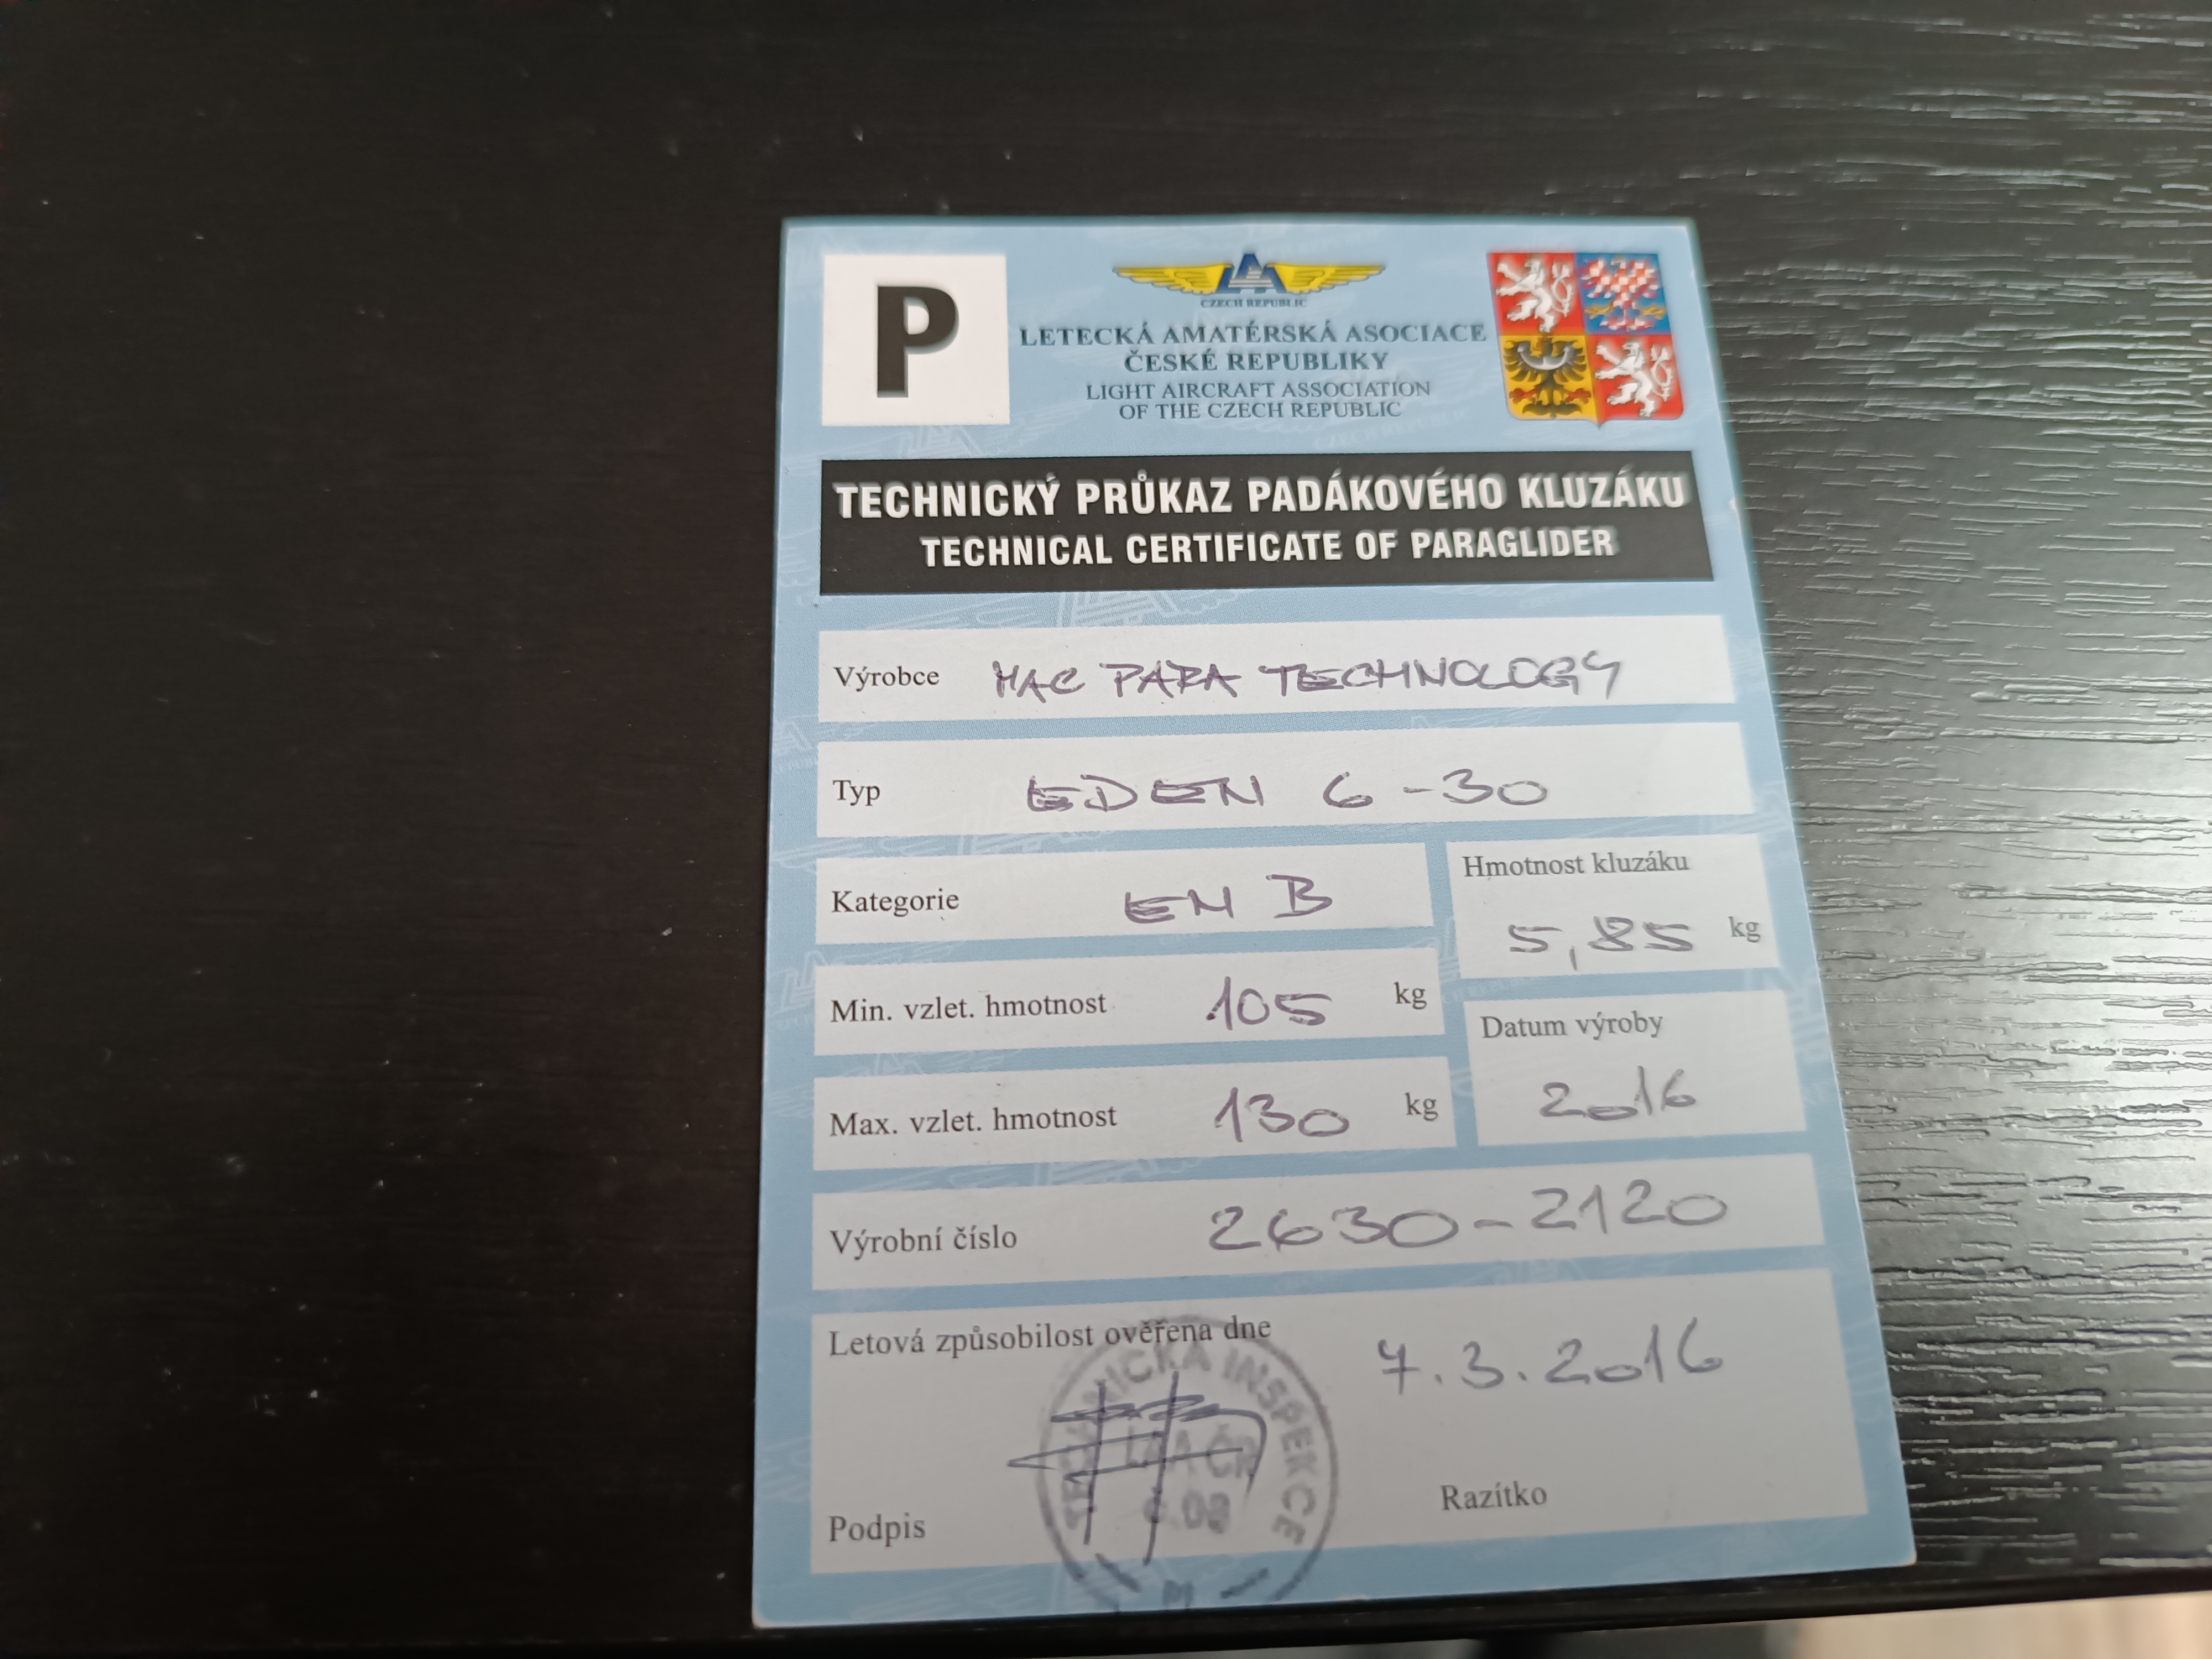 P
CZECH REPUBLIC
LETECKÁ AMATÉRSKÁ ASOCIACE
ČESKÉ REPUBLIKY
LIGHT AIRCRAFT ASSOCIATION
OF THE CZECH REPUBLIC
TECHNICKÝ PRŮKAZ PADÁKOVÉHO KLUZÁKU
TECHNICAL CERTIFICATE OF PARAGLIDER
Výrobce MAC PARA TECHNOLOGY
Typ EDEN 6-30
Kategorie EN B
Hmotnost kluzáku
5,85 kg
Min. vzlet. hmotnost 105 kg
Datum výroby
2016
Max. vzlet. hmotnost 130 kg
Výrobní číslo 2630-2120
Letová způsobilost ověřena dne 7.3.2016
TECHNICKÁ INSPEKCE
LAA ČR
Podpis
Razítko